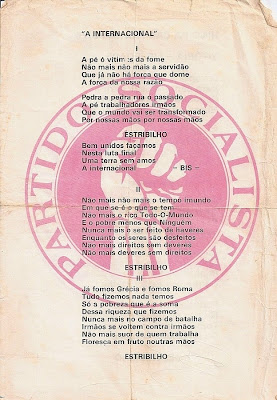 "A INTERNACIONAL"
I
A pé ó vítimas da fome
Não mais não mais a servidão
Que já não há força que dome
A força da nossa razão
Pedra a pedra rua o passado
A pé trabalhadores irmãos
Que o mundo vai ser transformado
Por nossas mãos por nossas mãos
ESTRIBILHO
Bem unidos façamos
Nesta luta final
Uma terra sem amos
A internacional — BIS
II
Não mais não mais o tempo imundo
Em que se é o que se tem
Não mais o rico Todo-O-Mundo
E o pobre menos que Ninguém
Nunca mais o ser feito de haveres
Enquanto os seres são desfeitos
Não mais direitos sem deveres
Não mais deveres sem direitos
ESTRIBILHO
III
Já fomos Grécia e fomos Roma
Tudo fizemos nada temos
Só a pobreza que é a soma
Dessa riqueza que fizemos
Nunca mais no campo de batalha
Irmãos se voltem contra irmãos
Não mais suor de quem trabalha
Floresça em fruto noutras mãos
ESTRIBILHO
PARTIDO SOCIALISTA